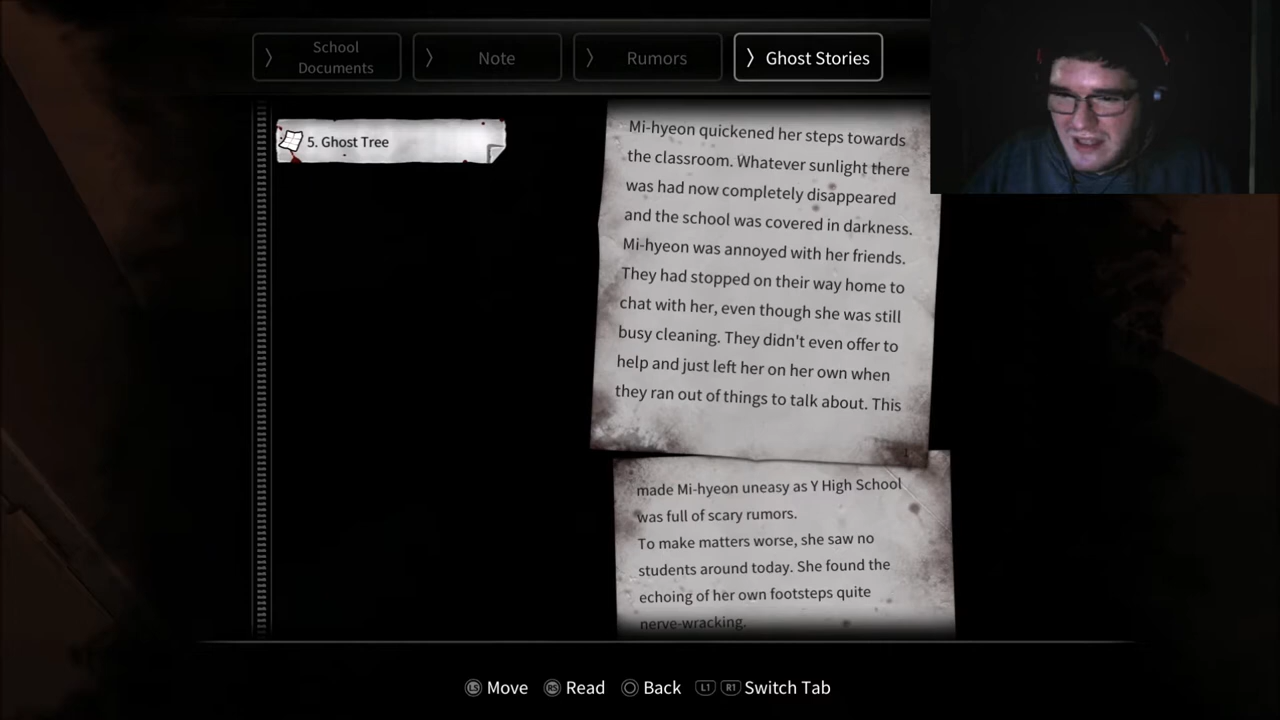 School
Documents
Note
Rumors
Ghost Stories
5. Ghost Tree
Mi-hyeon quickened her steps towards
the classroom. Whatever sunlight there
was had now completely disappeared
and the school was covered in darkness.
Mi-hyeon was annoyed with her friends.
They had stopped on their way home to
chat with her, even though she was still
busy cleaning. They didn't even offer to
help and just left her on her own when
they ran out of things to talk about. This
made Mi-hyeon uneasy as Y High School
was full of scary rumors.
To make matters worse, she saw no
students around today. She found the
echoing of her own footsteps quite
nerve-wracking.
LS Move RS Read Back L1 R1 Switch Tab